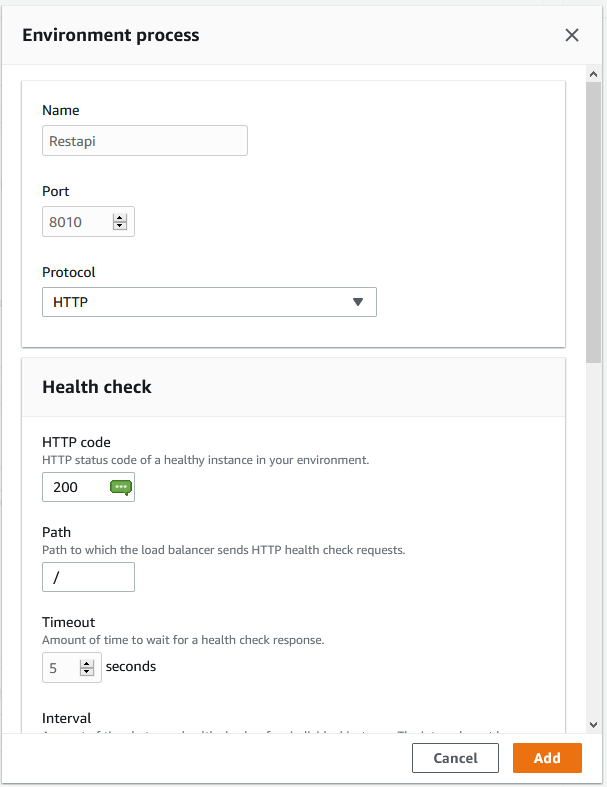 Environment process
Name
Restapi
Port
8010
Protocol
HTTP
Health check
HTTP code
HTTP status code of a healthy instance in your environment.
200
Path
Path to which the load balancer sends HTTP health check requests.
/
Timeout
Amount of time to wait for a health check response.
5 seconds
Interval
Cancel
Add